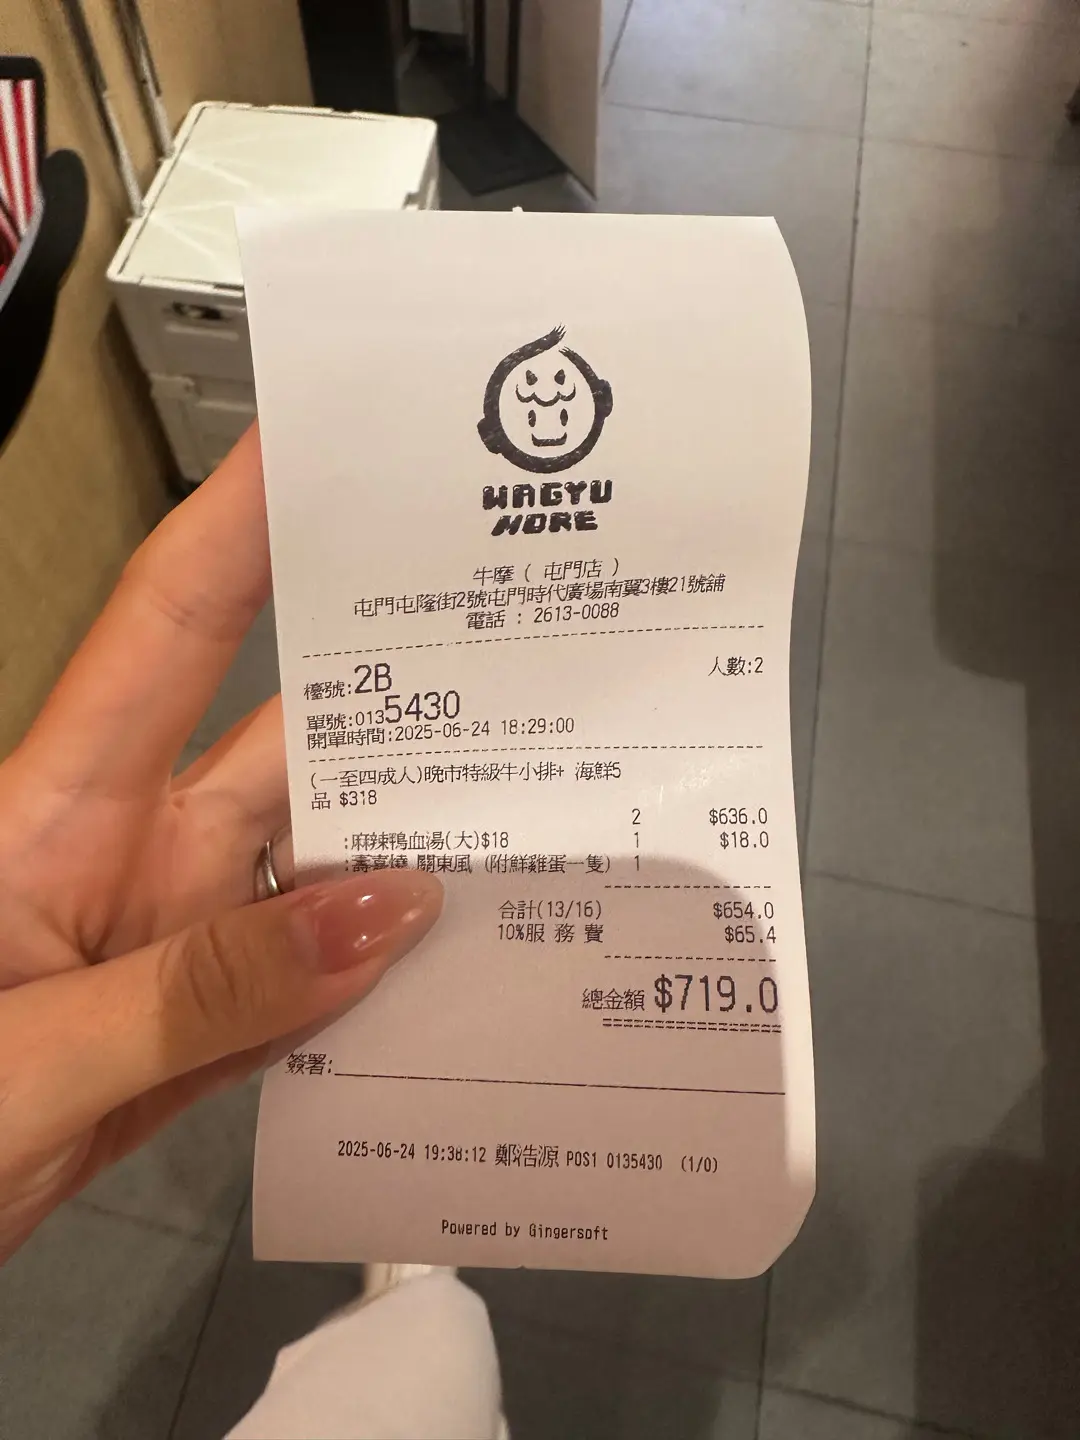 WAGYU
MORE
牛摩 ( 屯門店 )
屯門屯隆街2號屯門時代廣場南翼3樓21號舖
電話 : 2613-0088
檯號:2B 人數:2
單號:0135430
開單時間:2025-06-24 18:29:00
(一至四成人)晚市特級牛小排+ 海鮮5
品 $318
2 $636.0
:麻辣鴨血湯(大)$18 1 $18.0
:壽喜燒 關東風 (附鮮雞蛋一隻) 1
合計(13/16) $654.0
10%服 務 費 $65.4
總金額 $719.0
簽署:
2025-06-24 19:38:12 鄭浩源 POS1 0135430 (1/0)
Powered by Gingersoft